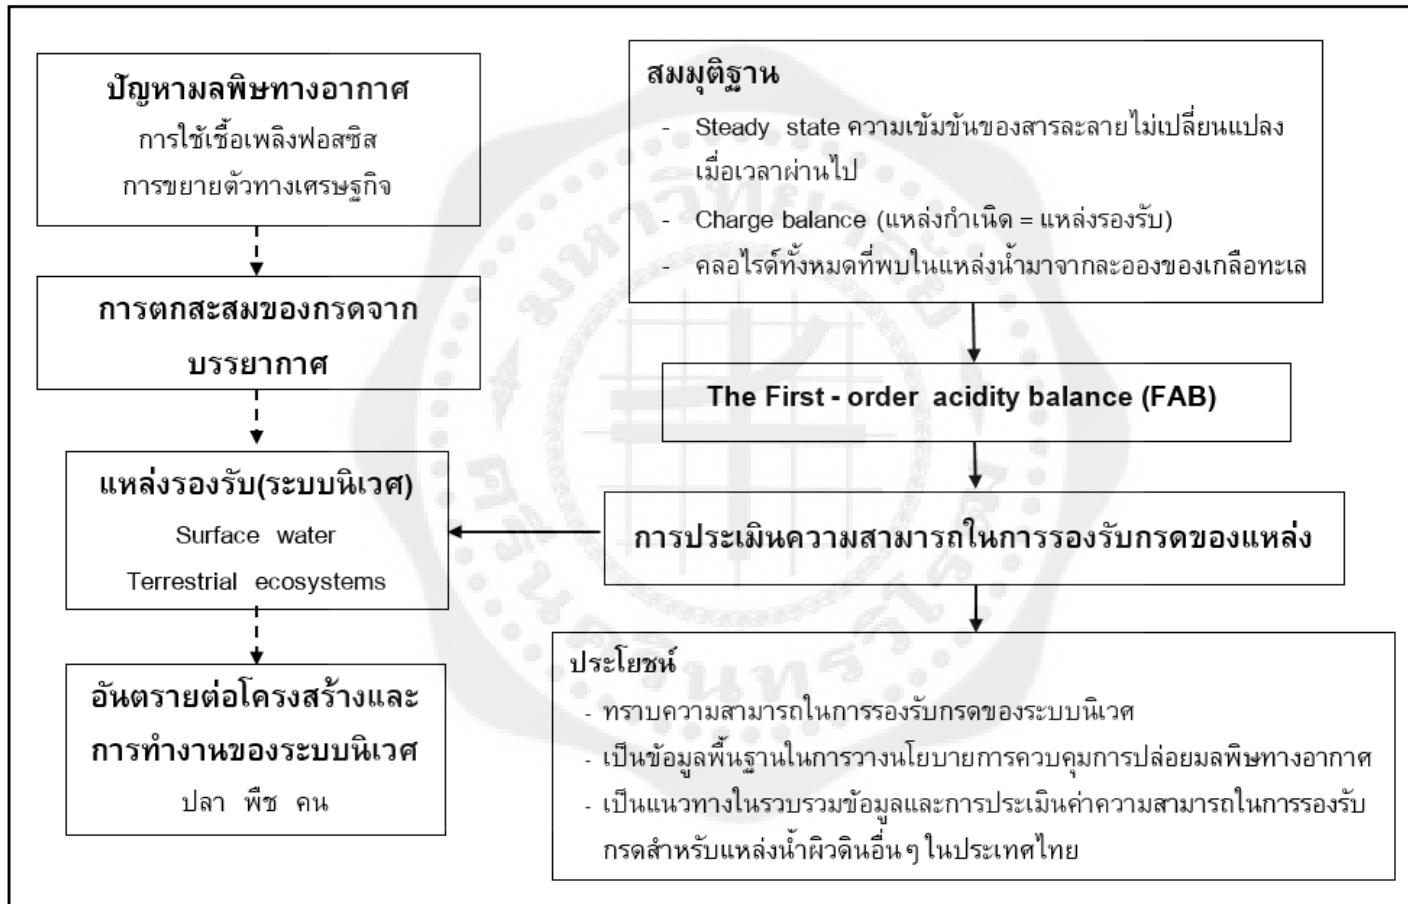 ปัญหามลพิษทางอากาศ
การใช้เชื้อเพลิงฟอสซิส
การขยายตัวทางเศรษฐกิจ
การตกสะสมของกรดจาก
บรรยากาศ
แหล่งรองรับ(ระบบนิเวศ)
Surface water
Terrestrial ecosystems
อันตรายต่อโครงสร้างและ
การทำงานของระบบนิเวศ
ปลา พืช คน
สมมุติฐาน
- Steady state ความเข้มข้นของสารละลายไม่เปลี่ยนแปลง
เมื่อเวลาผ่านไป
- Charge balance (แหล่งกำเนิด = แหล่งรองรับ)
- คลอไรด์ทั้งหมดที่พบในแหล่งน้ำมาจากละอองของเกลือทะเล
The First - order acidity balance (FAB)
การประเมินความสามารถในการรองรับกรดของแหล่ง
ประโยชน์
- ทราบความสามารถในการรองรับกรดของระบบนิเวศ
- เป็นข้อมูลพื้นฐานในการวางนโยบายการควบคุมการปล่อยมลพิษทางอากาศ
- เป็นแนวทางในรวบรวมข้อมูลและการประเมินค่าความสามารถในการรองรับ
กรดสำหรับแหล่งน้ำผิวดินอื่นๆ ในประเทศไทย
มหาวิทยาลัย
ศรีนครินทรวิโรฒ